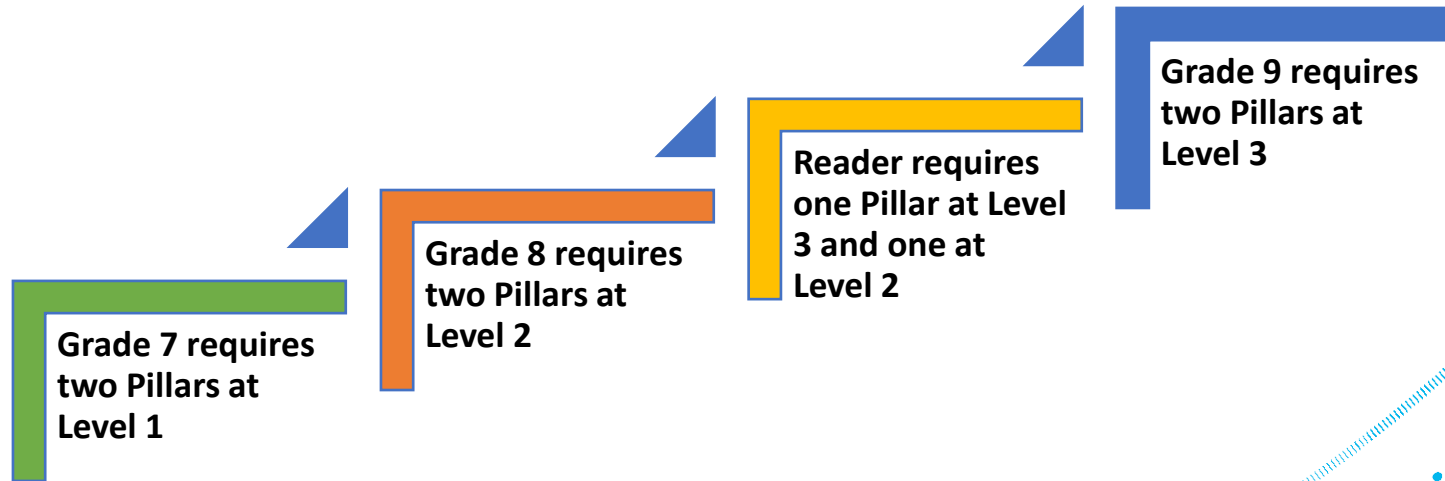 Grade 7 requires
two Pillars at
Level 1
Grade 8 requires
two Pillars at
Level 2
Reader requires
one Pillar at Level
3 and one at
Level 2
Grade 9 requires
two Pillars at
Level 3